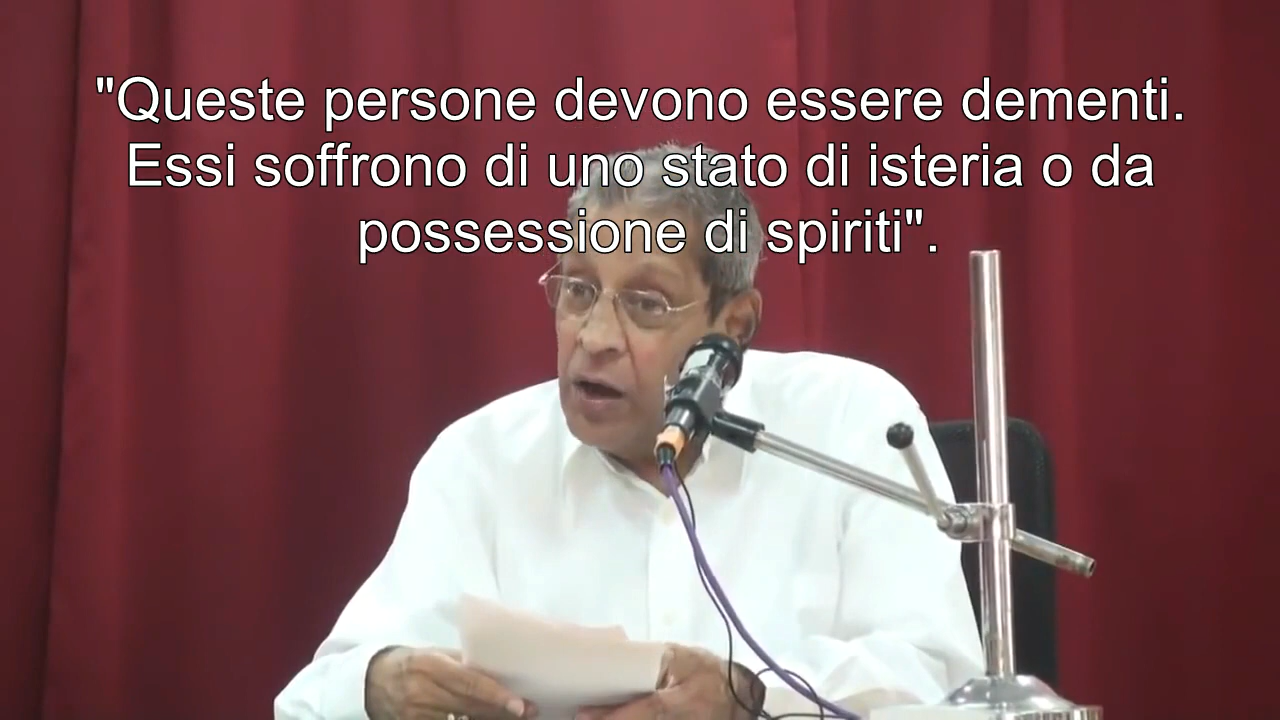 "Queste persone devono essere dementi.
Essi soffrono di uno stato di isteria o da
possessione di spiriti".